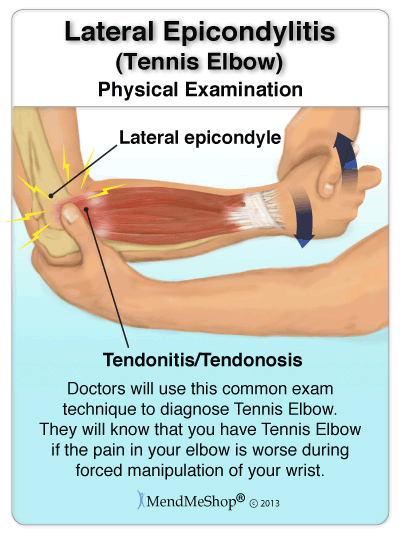 Lateral Epicondylitis
(Tennis Elbow)
Physical Examination
Lateral epicondyle
Tendonitis/Tendonosis
Doctors will use this common exam
technique to diagnose Tennis Elbow.
They will know that you have Tennis Elbow
if the pain in your elbow is worse during
forced manipulation of your wrist.
MendMeShop® © 2013